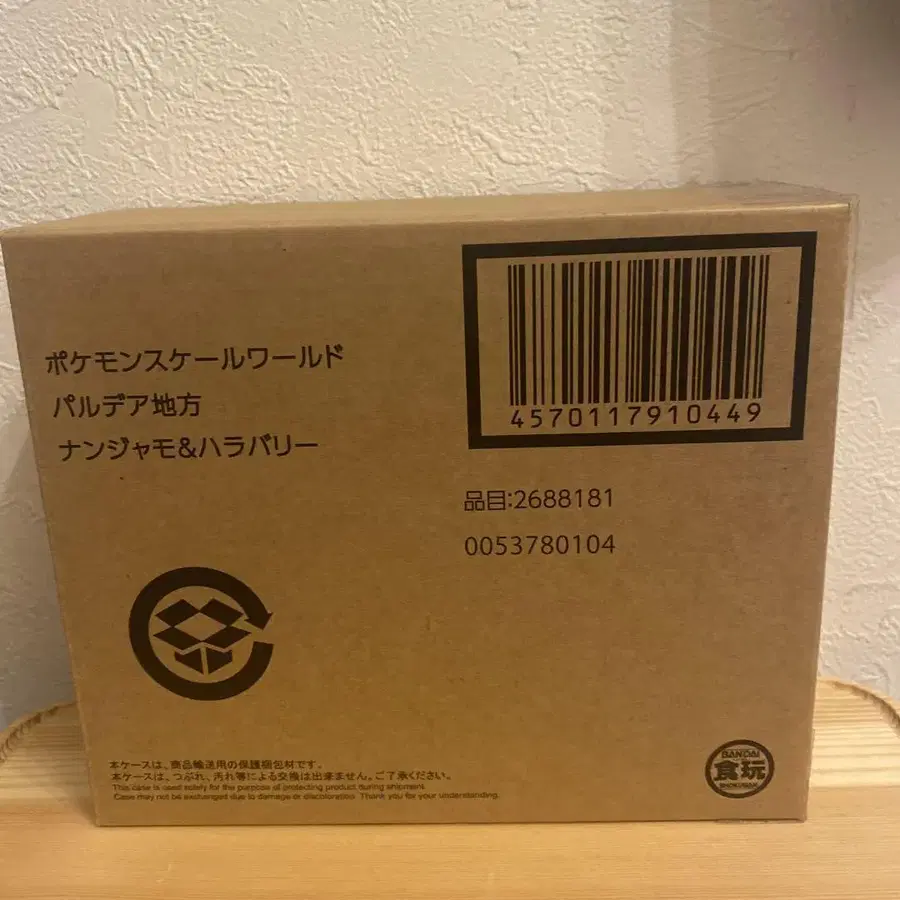 ポケモンスケールワールド
パルデア地方
ナンジャモ&ハラバリー
4570117910449
品目:2688181
0053780104
本ケースは、商品輸送用の保護梱包材です。
本ケースは、つぶれ、汚れ等による交換は出来ません。ご了承ください。
This case is used solely for the purpose of protecting product during shipment.
Case may not be exchanged due to damage or discoloration. Thank you for your understanding.
BANDAI
食玩
SHOKUGAN